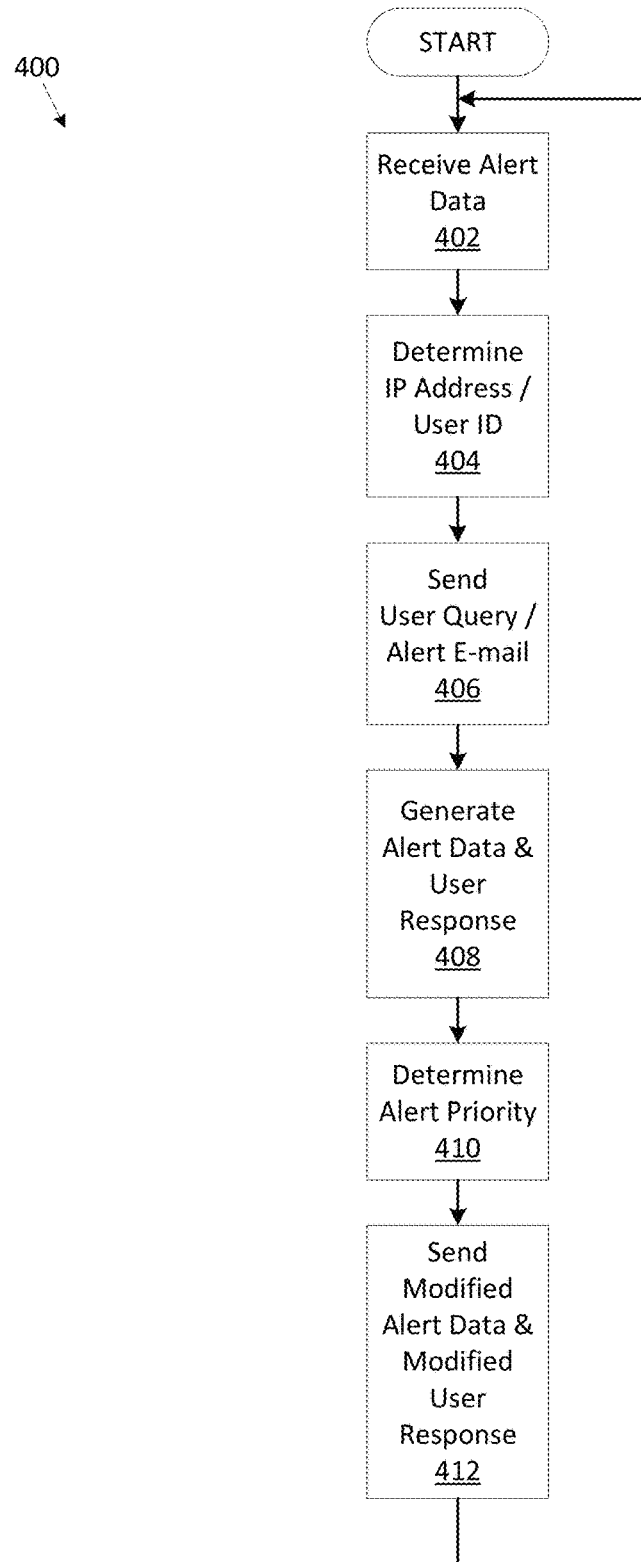 START
400
Receive Alert
Data
402
Determine
IP Address /
User ID
404
Send
User Query /
Alert E-mail
406
Generate
Alert Data &
User
Response
408
Determine
Alert Priority
410
Send
Modified
Alert Data &
Modified
User
Response
412